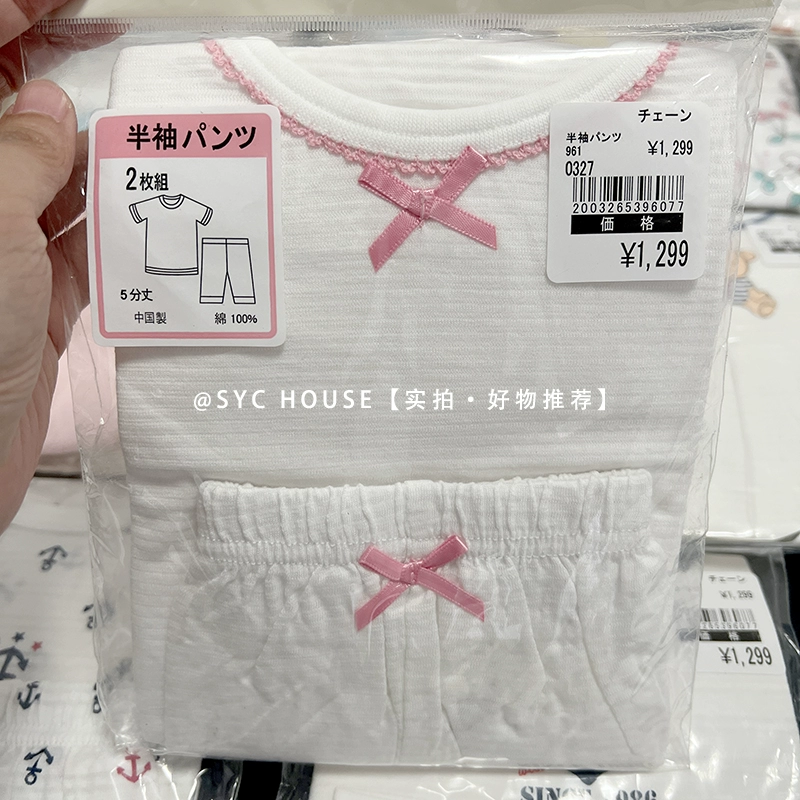 半袖パンツ
2枚組
5分丈
中国製 綿 100%
チェーン
半袖パンツ
961 ¥1,299
0327
2003265396077
価 格
¥1,299
@SYC HOUSE【实拍・好物推荐】
チェーン
¥1,299
¥1,299